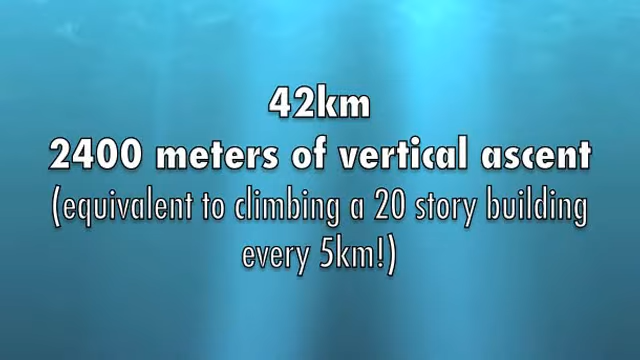 42km
2400 meters of vertical ascent
(equivalent to climbing a 20 story building
every 5km!)